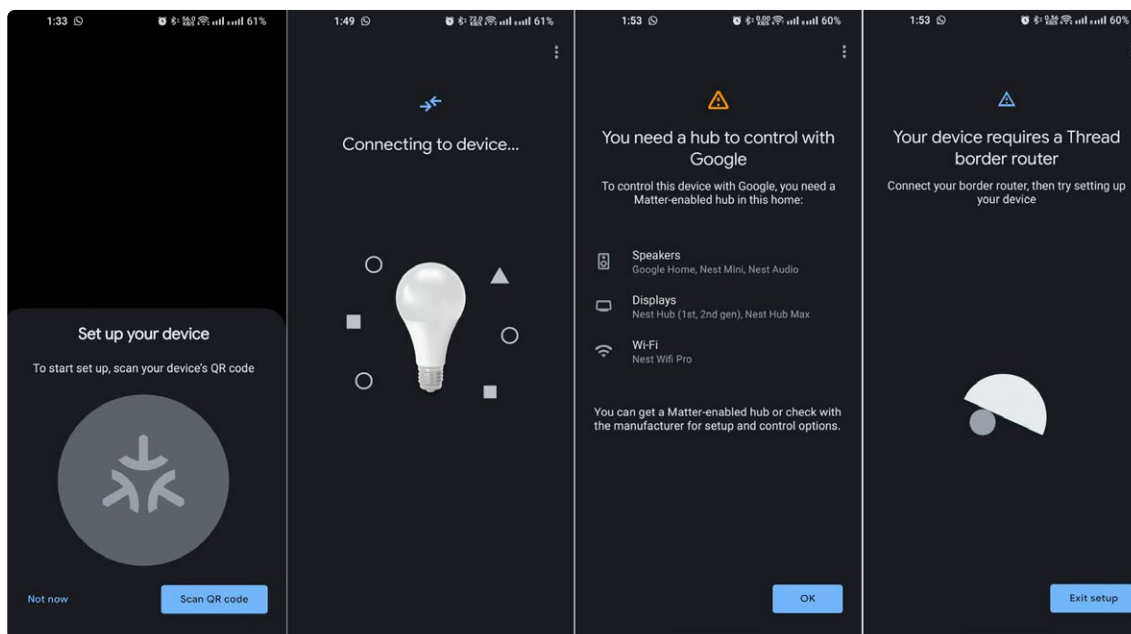 1:33
61%
Set up your device
To start set up, scan your device's QR code
Not now
Scan QR code
1:49
61%
Connecting to device...
1:53
60%
You need a hub to control with
Google
To control this device with Google, you need a
Matter-enabled hub in this home:
Speakers
Google Home, Nest Mini, Nest Audio
Displays
Nest Hub (1st, 2nd gen), Nest Hub Max
Wi-Fi
Nest Wifi Pro
You can get a Matter-enabled hub or check with
the manufacturer for setup and control options.
OK
1:53
60%
Your device requires a Thread
border router
Connect your border router, then try setting up
your device
Exit setup